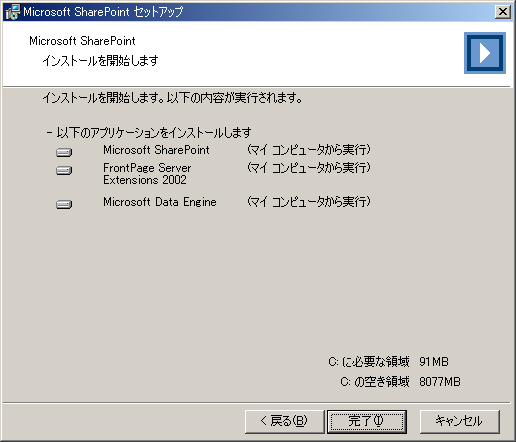 Microsoft SharePoint セットアップ
Microsoft SharePoint
インストールを開始します
インストールを開始します。以下の内容が実行されます。
- 以下のアプリケーションをインストールします
Microsoft SharePoint (マイ コンピュータから実行)
FrontPage Server (マイ コンピュータから実行)
Extensions 2002
Microsoft Data Engine (マイ コンピュータから実行)
C: に必要な領域 91MB
C: の空き領域 8077MB
< 戻る(B) 完了(I) キャンセル